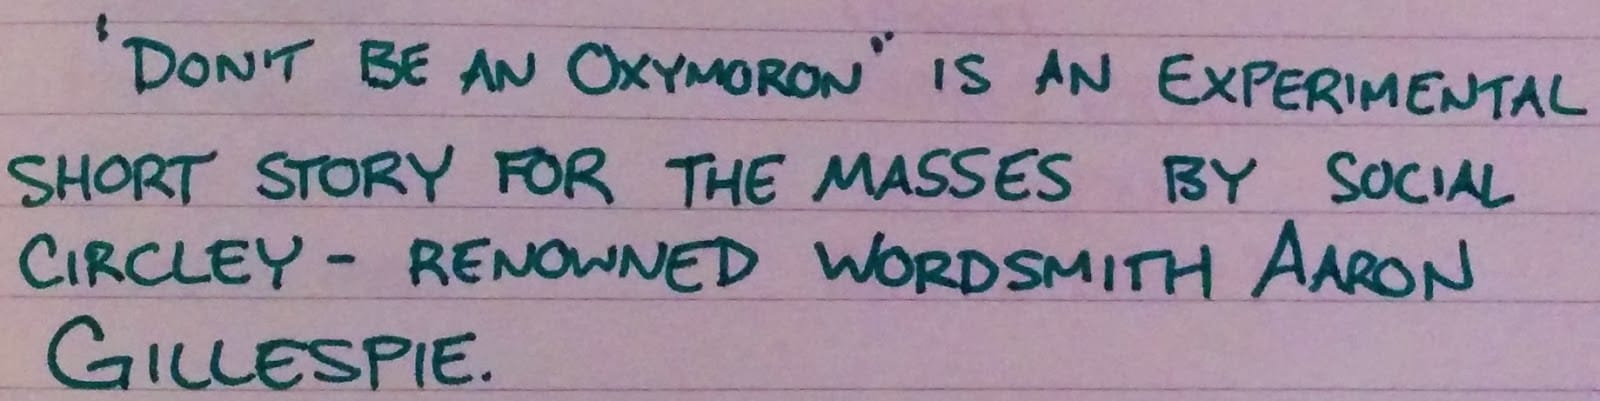 'DON'T BE AN OXYMORON" IS AN EXPERIMENTAL
SHORT STORY FOR THE MASSES BY SOCIAL
CIRCLEY - RENOWNED WORDSMITH AARON
GILLESPIE.